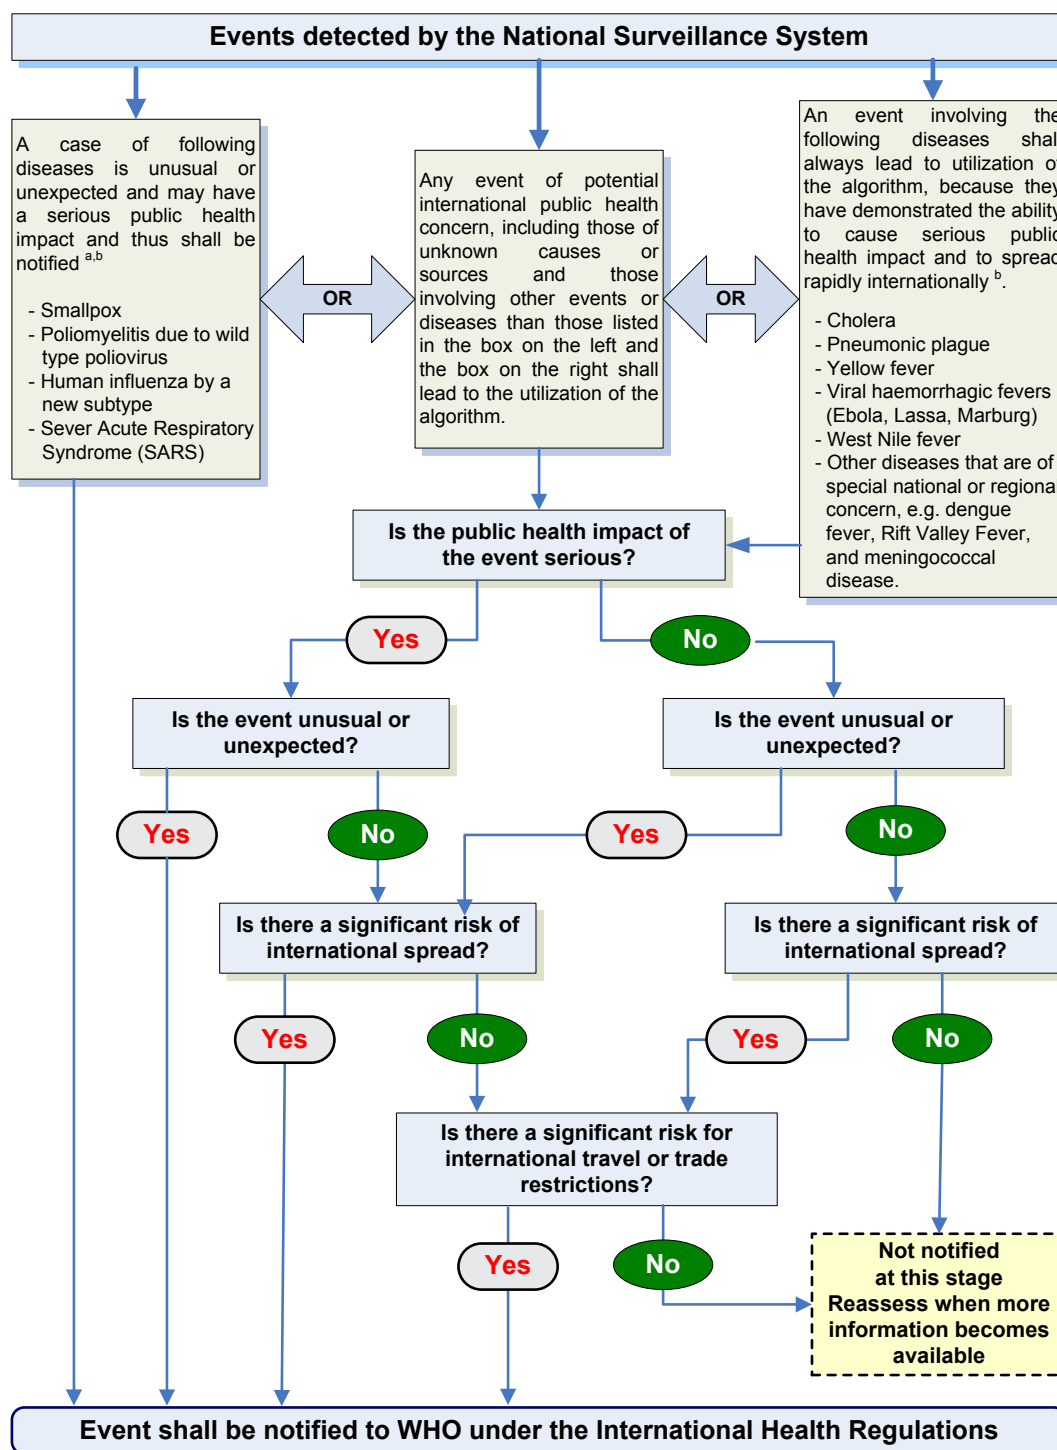 Events detected by the National Surveillance System
A case of following
diseases is unusual or
unexpected and may have
a serious public health
impact and thus shall be
notified a,b
- Smallpox
- Poliomyelitis due to wild
type poliovirus
- Human influenza by a
new subtype
- Sever Acute Respiratory
Syndrome (SARS)
OR
Any event of potential
international public health
concern, including those of
unknown causes or
sources and those
involving other events or
diseases than those listed
in the box on the left and
the box on the right shall
lead to the utilization of the
algorithm.
OR
An event involving the
following diseases shall
always lead to utilization of
the algorithm, because they
have demonstrated the ability
to cause serious public
health impact and to spread
rapidly internationally b.
- Cholera
- Pneumonic plague
- Yellow fever
- Viral haemorrhagic fevers
(Ebola, Lassa, Marburg)
- West Nile fever
- Other diseases that are of
special national or regional
concern, e.g. dengue
fever, Rift Valley Fever,
and meningococcal
disease.
Is the public health impact of
the event serious?
Yes
No
Is the event unusual or
unexpected?
Is the event unusual or
unexpected?
Yes
No
Yes
No
Is there a significant risk of
international spread?
Is there a significant risk of
international spread?
Yes
No
Yes
No
Is there a significant risk for
international travel or trade
restrictions?
Yes
No
Not notified
at this stage
Reassess when more
information becomes
available
Event shall be notified to WHO under the International Health Regulations